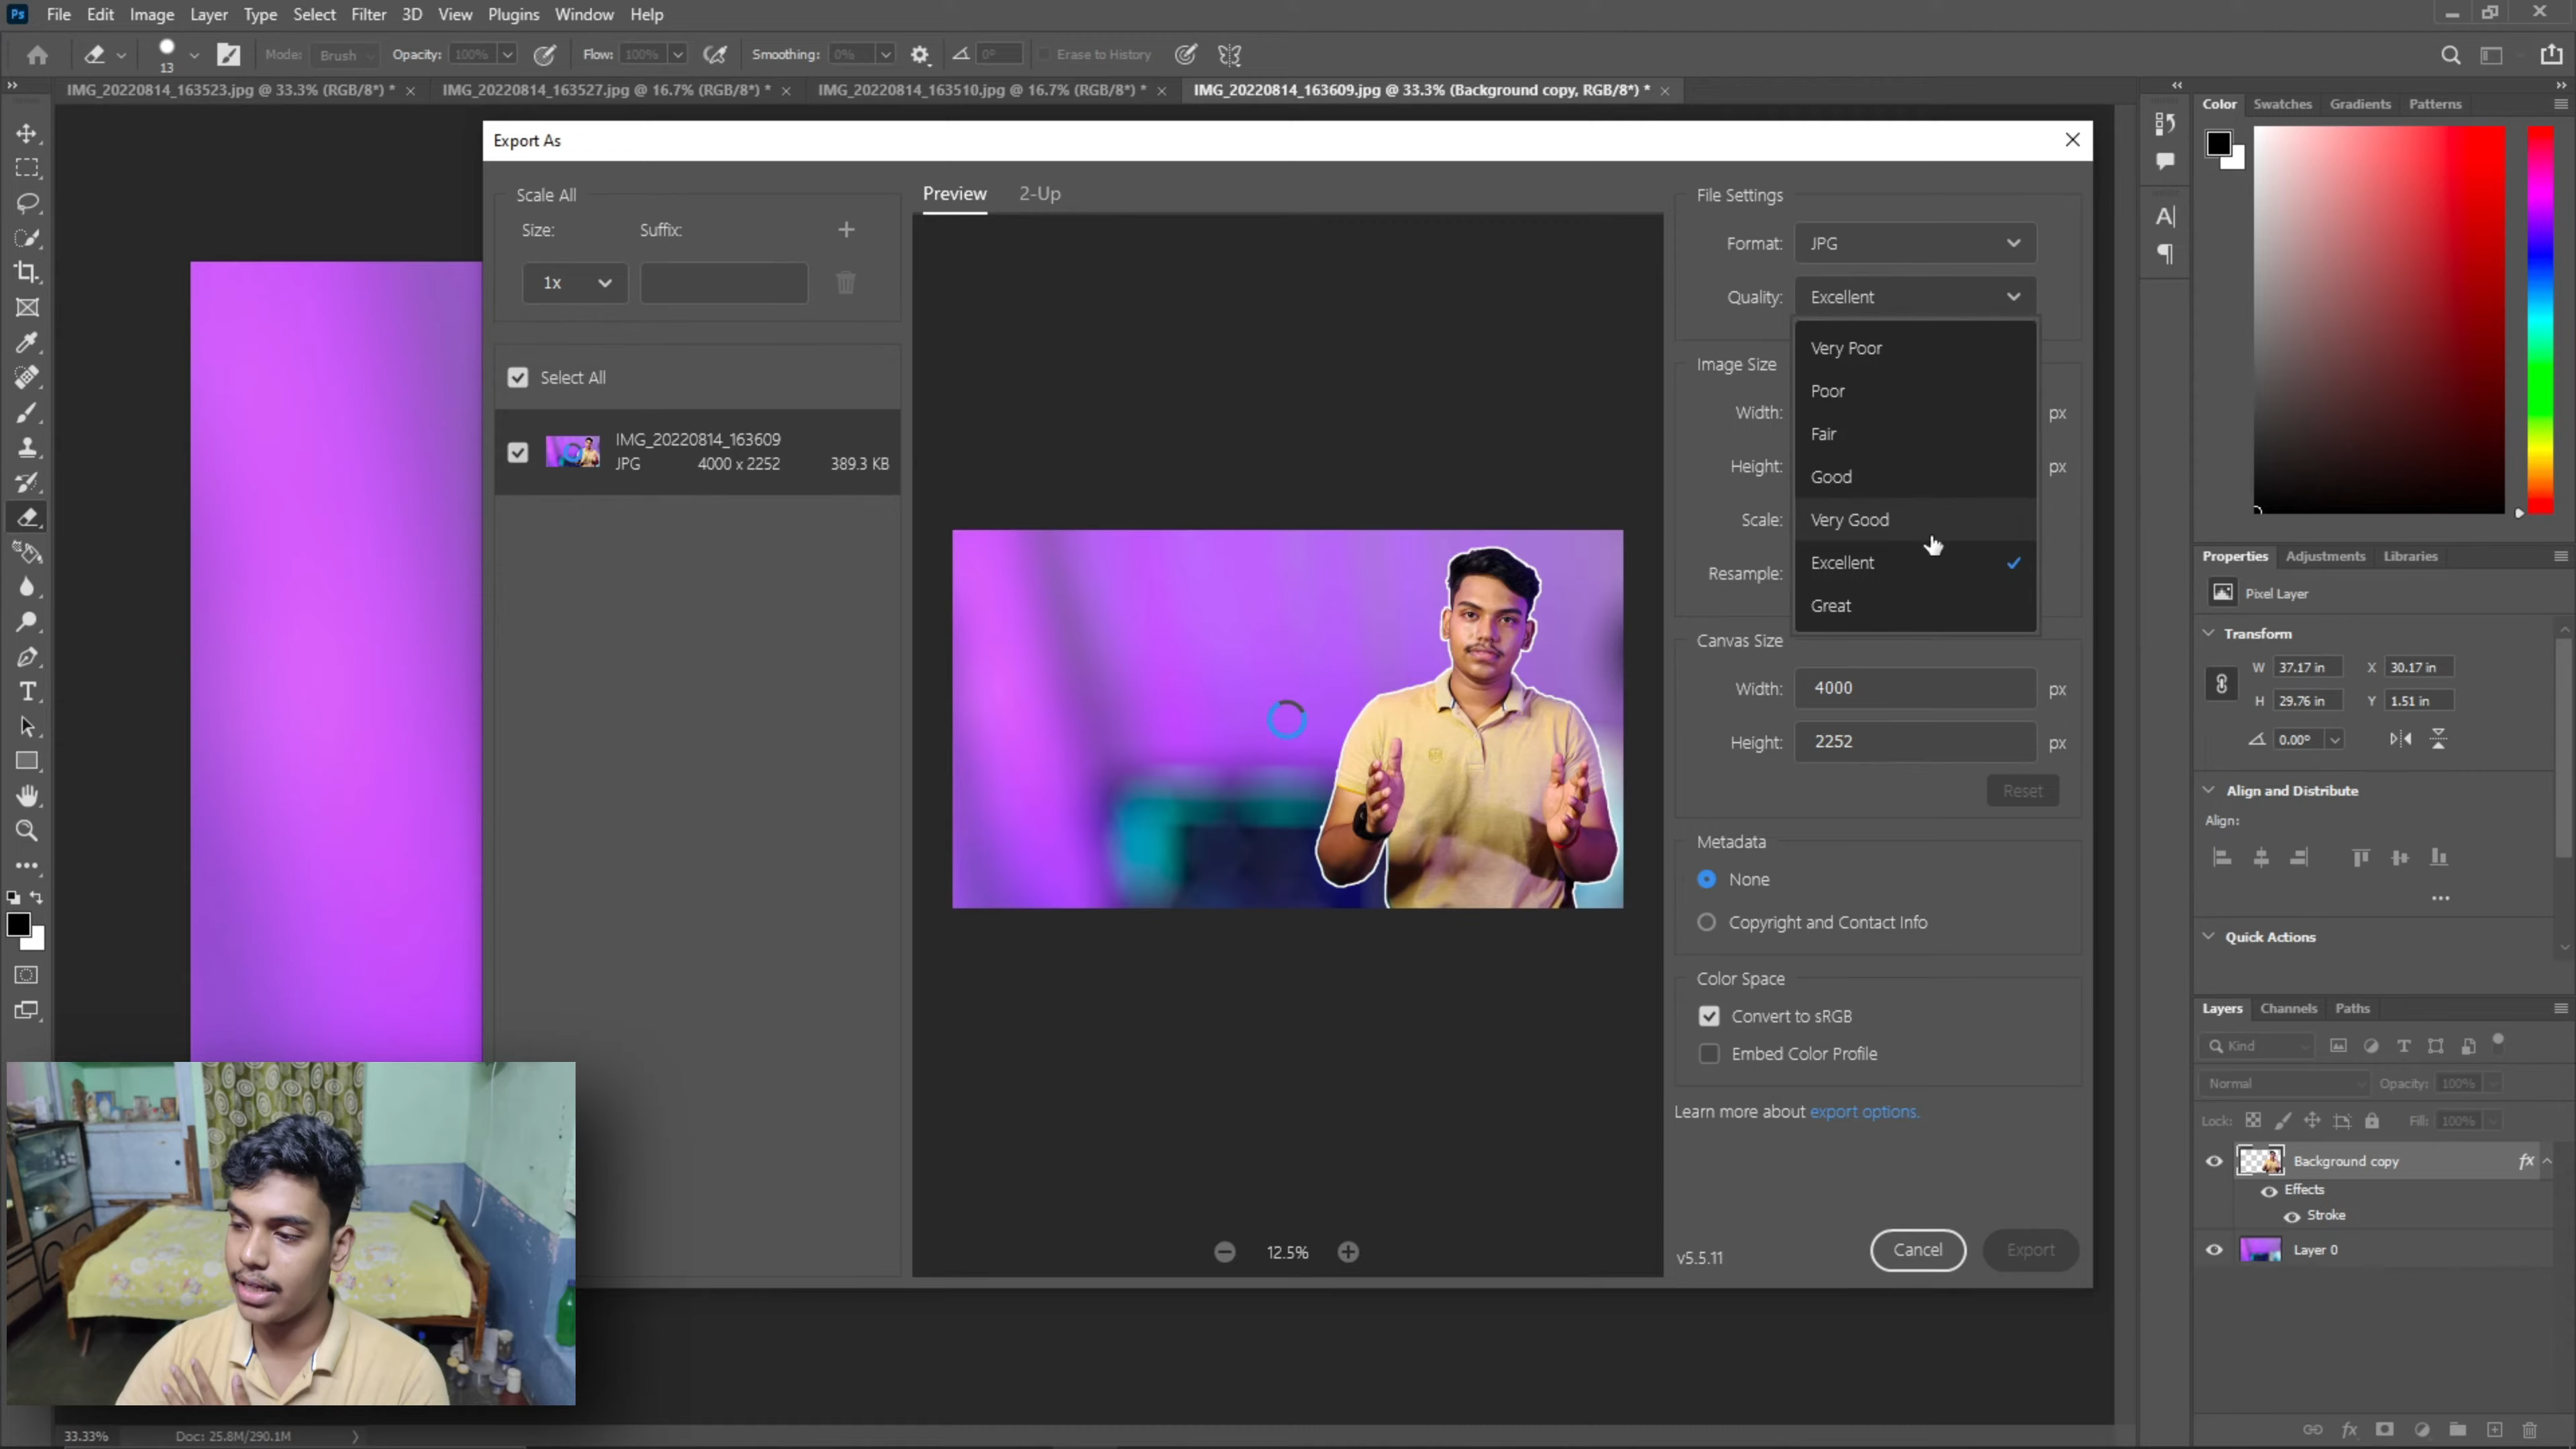 Ps File Edit Image Layer Type Select Filter 3D View Plugins Window Help
13 Mode: Brush Opacity: 100% Flow: 100% Smoothing: 0% 0° Erase to History
IMG_20220814_163523.jpg @ 33.3% (RGB/8*) * × IMG_20220814_163527.jpg @ 16.7% (RGB/8*) * × IMG_20220814_163510.jpg @ 16.7% (RGB/8*) * × IMG_20220814_163609.jpg @ 33.3% (Background copy, RGB/8*) * ×
Export As
Scale All
Size: Suffix:
1x
Select All
IMG_20220814_163609
JPG 4000 x 2252 389.3 KB
Preview 2-Up
12.5%
File Settings
Format: JPG
Quality: Excellent
Very Poor
Poor
Fair
Good
Very Good
Excellent
Great
Image Size
Width: px
Height: px
Scale:
Resample:
Canvas Size
Width: 4000 px
Height: 2252 px
Reset
Metadata
None
Copyright and Contact Info
Color Space
Convert to sRGB
Embed Color Profile
Learn more about export options.
v5.5.11 Cancel Export
Color Swatches Gradients Patterns
Properties Adjustments Libraries
Pixel Layer
Transform
W 37.17 in X 30.17 in
H 29.76 in Y 1.51 in
0.00°
Align and Distribute
Align:
Quick Actions
Layers Channels Paths
Kind
Normal Opacity: 100%
Lock: Fill: 100%
Background copy fx
Effects
Stroke
Layer 0
33.33% Doc: 25.8M/290.1M